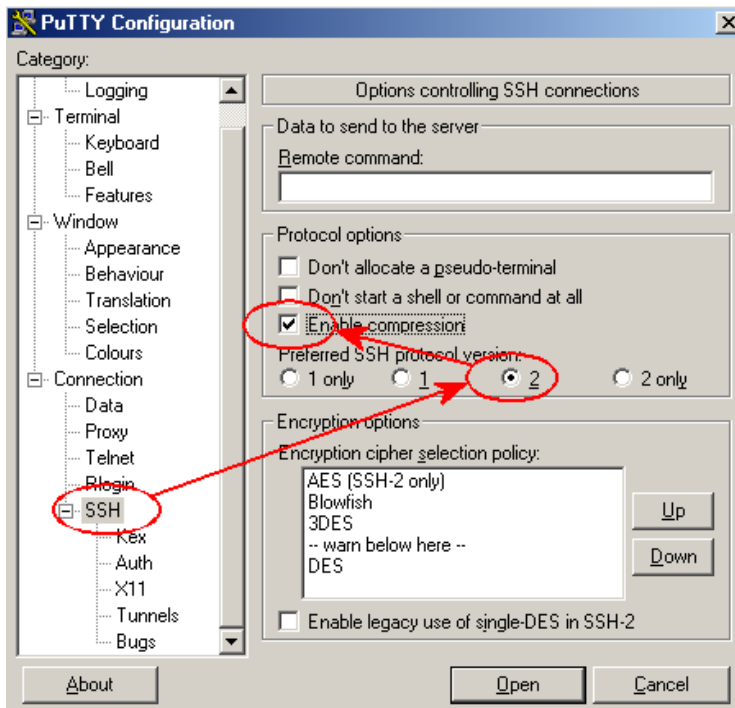 PuTTY Configuration
Category:
Logging
Terminal
Keyboard
Bell
Features
Window
Appearance
Behaviour
Translation
Selection
Colours
Connection
Data
Proxy
Telnet
Rlogin
SSH
Kex
Auth
X11
Tunnels
Bugs
Options controlling SSH connections
Data to send to the server
Remote command:
Protocol options
Don't allocate a pseudo-terminal
Don't start a shell or command at all
Enable compression
Preferred SSH protocol version:
1 only 1 2 2 only
Encryption options
Encryption cipher selection policy:
AES (SSH-2 only)
Blowfish
3DES
-- warn below here --
DES
Up
Down
Enable legacy use of single-DES in SSH-2
About
Open
Cancel